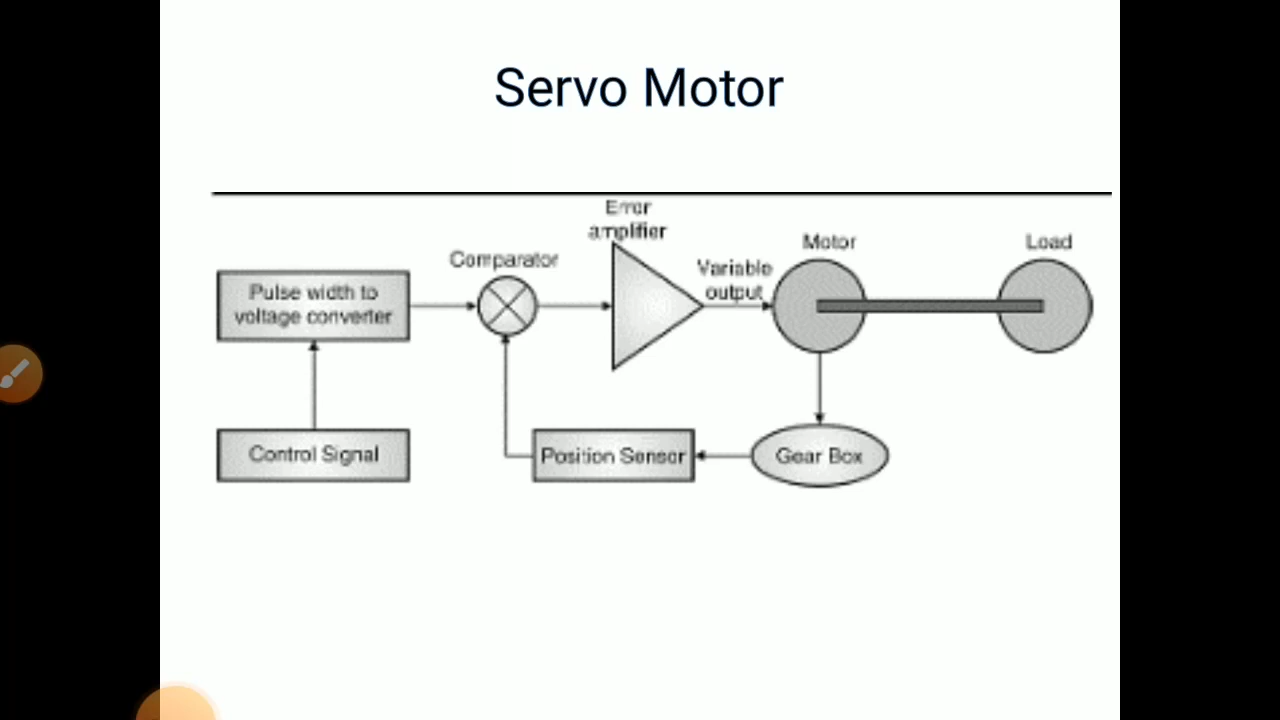 Servo Motor
Error
amplifier
Comparator
Variable
output
Motor
Load
Pulse width to
voltage converter
Control Signal
Position Sensor
Gear Box